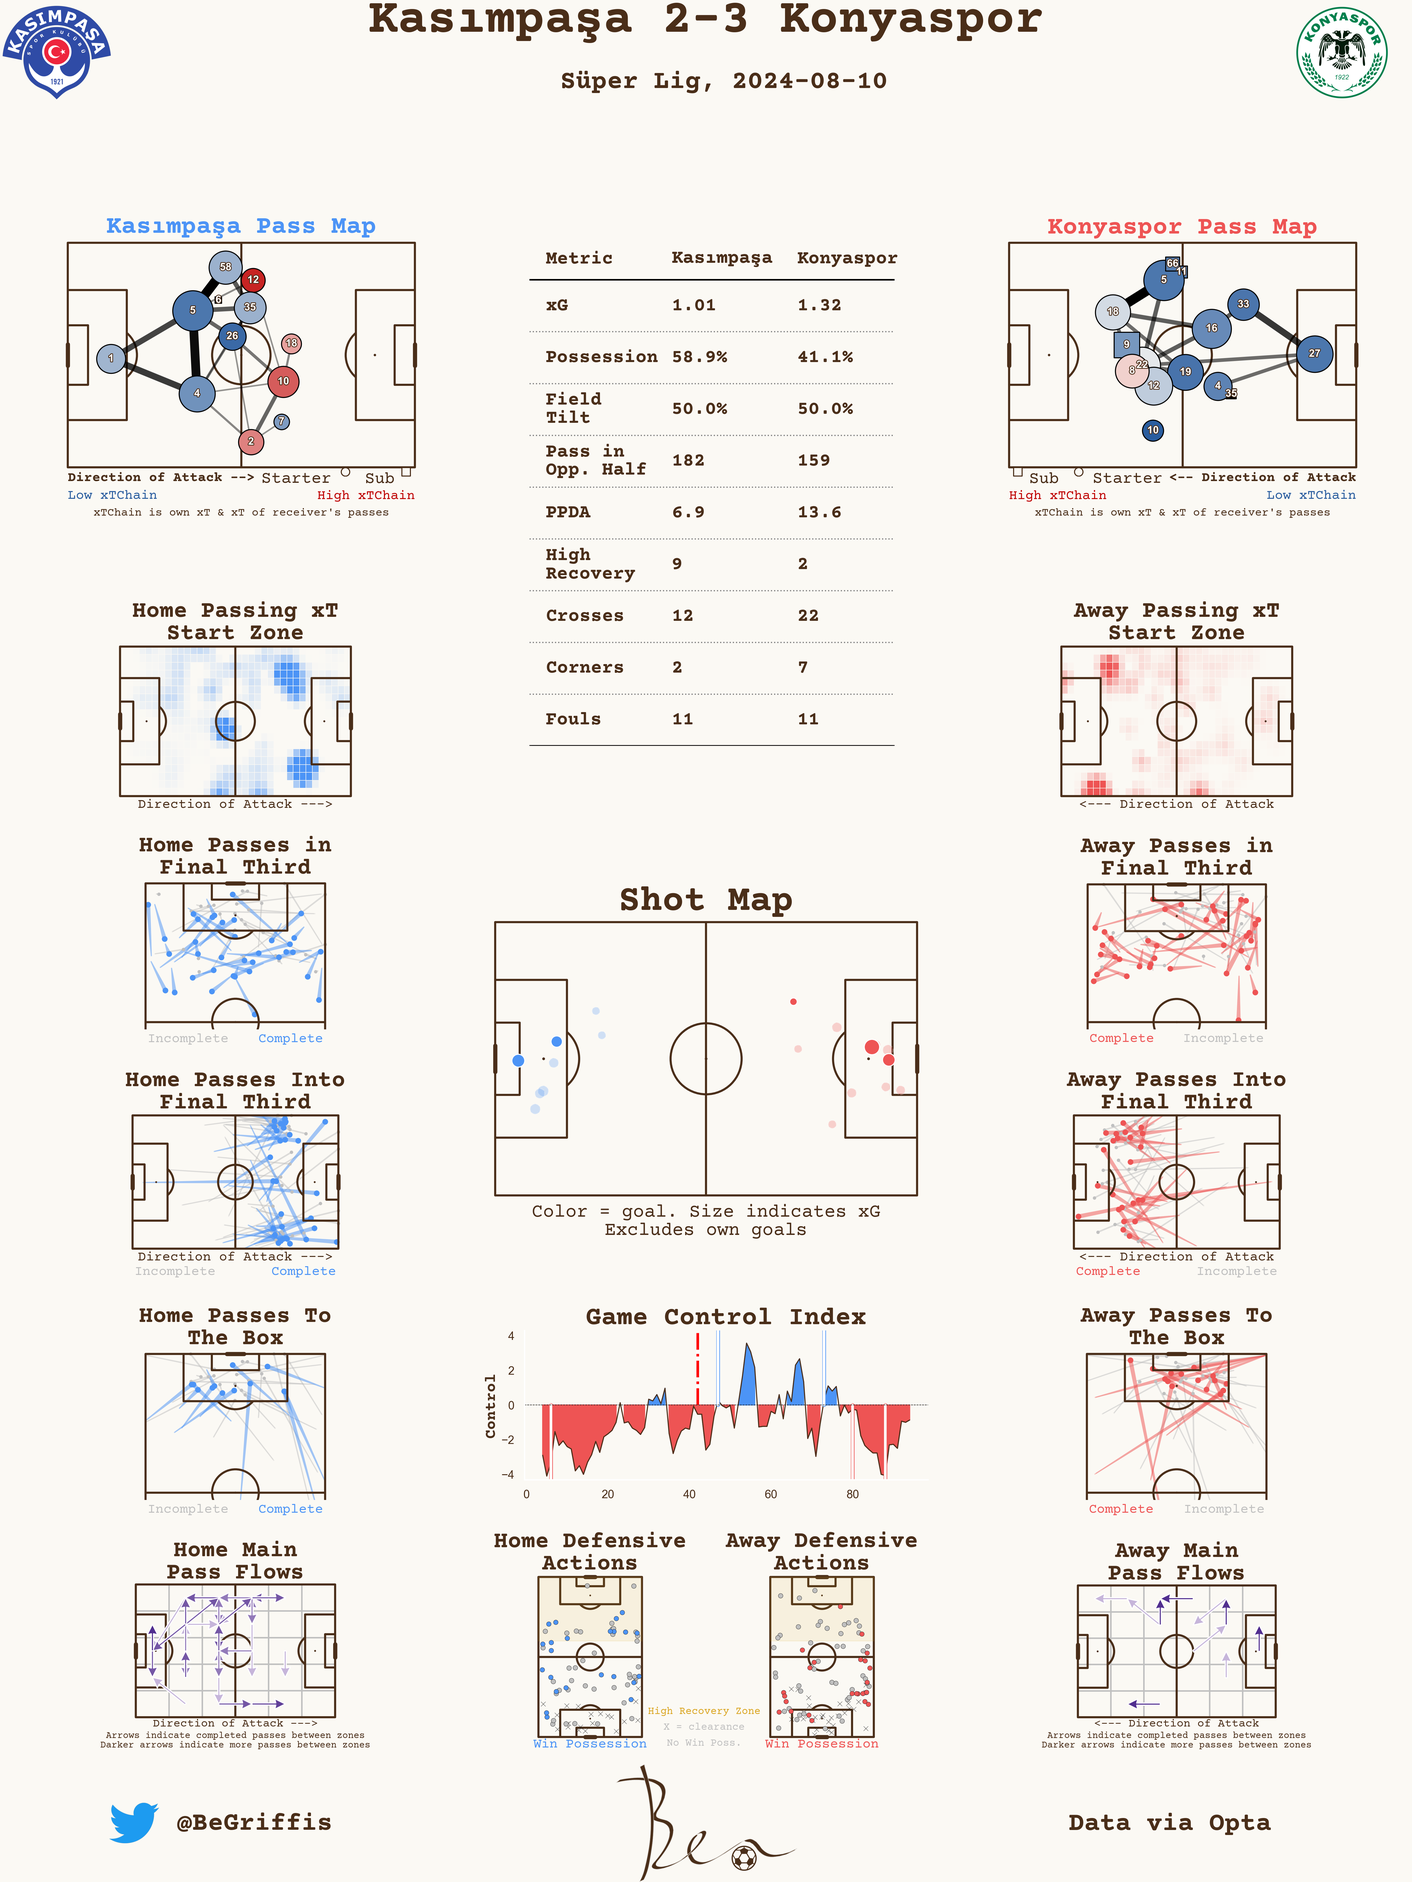 Kasımpaşa 2-3 Konyaspor
Süper Lig, 2024-08-10
KASIMPAŞA
SPOR KULÜBÜ
1921
KONYASPOR
1922
Kasımpaşa Pass Map
58
12
6
5
35
26
18
1
10
4
7
2
Direction of Attack --> Starter Sub
Low xTChain High xTChain
xTChain is own xT & xT of receiver's passes
Metric Kasımpaşa Konyaspor
xG 1.01 1.32
Possession 58.9% 41.1%
Field
Tilt 50.0% 50.0%
Pass in
Opp. Half 182 159
PPDA 6.9 13.6
High
Recovery 9 2
Crosses 12 22
Corners 2 7
Fouls 11 11
Konyaspor Pass Map
66
11
5
33
18
16
9
27
22
8
19
12
4
35
10
Sub Starter <-- Direction of Attack
High xTChain Low xTChain
xTChain is own xT & xT of receiver's passes
Home Passing xT
Start Zone
Direction of Attack --->
Away Passing xT
Start Zone
<--- Direction of Attack
Home Passes in
Final Third
Incomplete Complete
Away Passes in
Final Third
Complete Incomplete
Shot Map
Color = goal. Size indicates xG
Excludes own goals
Home Passes Into
Final Third
Direction of Attack --->
Incomplete Complete
Away Passes Into
Final Third
<--- Direction of Attack
Complete Incomplete
Home Passes To
The Box
Incomplete Complete
Game Control Index
Control
4
2
0
−2
−4
0 20 40 60 80
Away Passes To
The Box
Complete Incomplete
Home Main
Pass Flows
Direction of Attack --->
Arrows indicate completed passes between zones
Darker arrows indicate more passes between zones
Home Defensive
Actions
Win Possession
Away Defensive
Actions
Win Possession
High Recovery Zone
X = clearance
No Win Poss.
Away Main
Pass Flows
<--- Direction of Attack
Arrows indicate completed passes between zones
Darker arrows indicate more passes between zones
@BeGriffis
Ben
Data via Opta